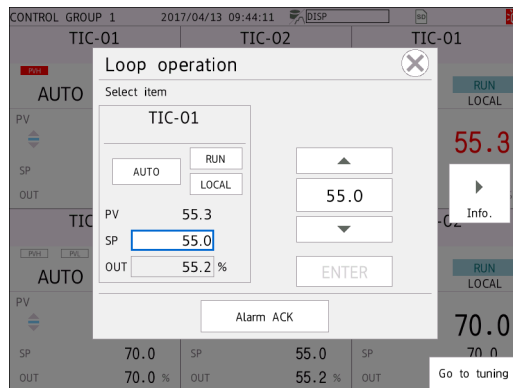 CONTROL GROUP 1 2017/04/13 09:44:11 DISP SD
TIC-01 TIC-02 TIC-01
Loop operation
Select item
TIC-01
AUTO
RUN
LOCAL
PV 55.3
SP 55.0
OUT 55.2 %
55.0
ENTER
Alarm ACK
PVH
AUTO
PV
SP
OUT
RUN
LOCAL
55.3
Info.
TIC
-02
PVH PVL
AUTO
PV
RUN
LOCAL
70.0
SP 70.0 SP 55.0 SP 70.0
OUT 70.0 % OUT 55.2 % OUT
Go to tuning